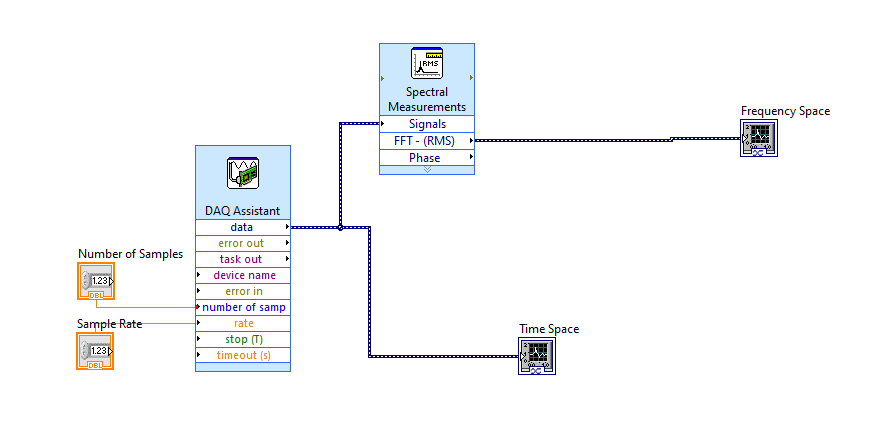 RMS
Spectral
Measurements
Signals
FFT - (RMS)
Phase
Frequency Space
DAQ Assistant
data
error out
task out
device name
error in
number of samp
rate
stop (T)
timeout (s)
Number of Samples
1.23
DBL
Sample Rate
1.23
DBL
Time Space